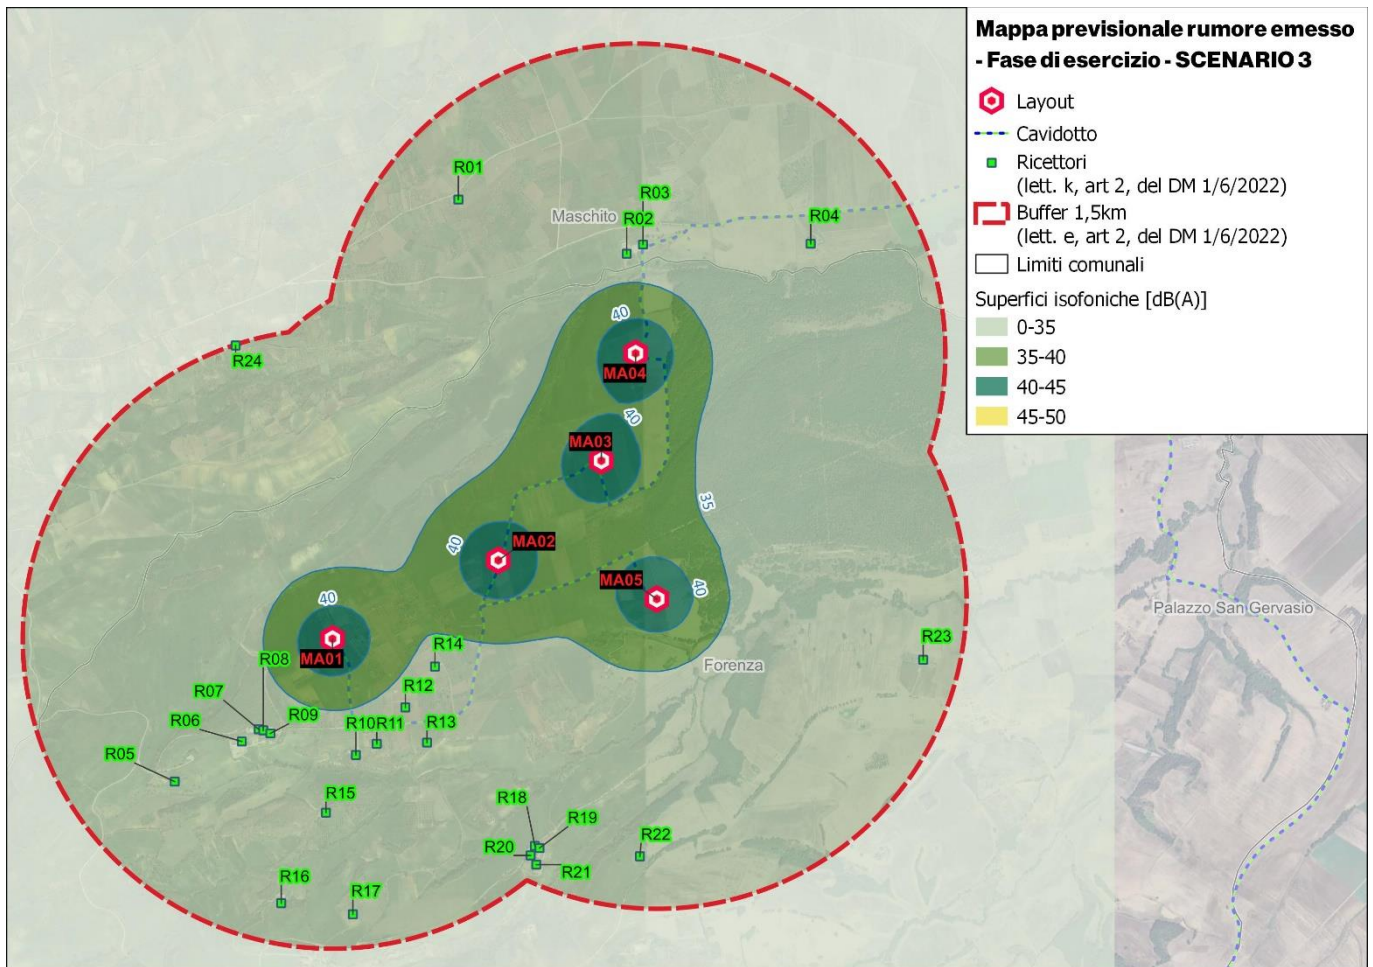 Mappa previsionale rumore emesso
- Fase di esercizio - SCENARIO 3
Layout
Cavidotto
Ricettori
(lett. k, art 2, del DM 1/6/2022)
Buffer 1,5km
(lett. e, art 2, del DM 1/6/2022)
Limiti comunali
Superfici isofoniche [dB(A)]
0-35
35-40
40-45
45-50
R01
R03
Maschito
R02
R04
40
R24
MA04
40
MA03
35
40
MA02
MA05
40
40
Palazzo San Gervasio
R14
R23
MA01
R08
Forenza
R07
R12
R06
R09
R10
R11
R13
R05
R15
R18
R19
R20
R22
R21
R16
R17